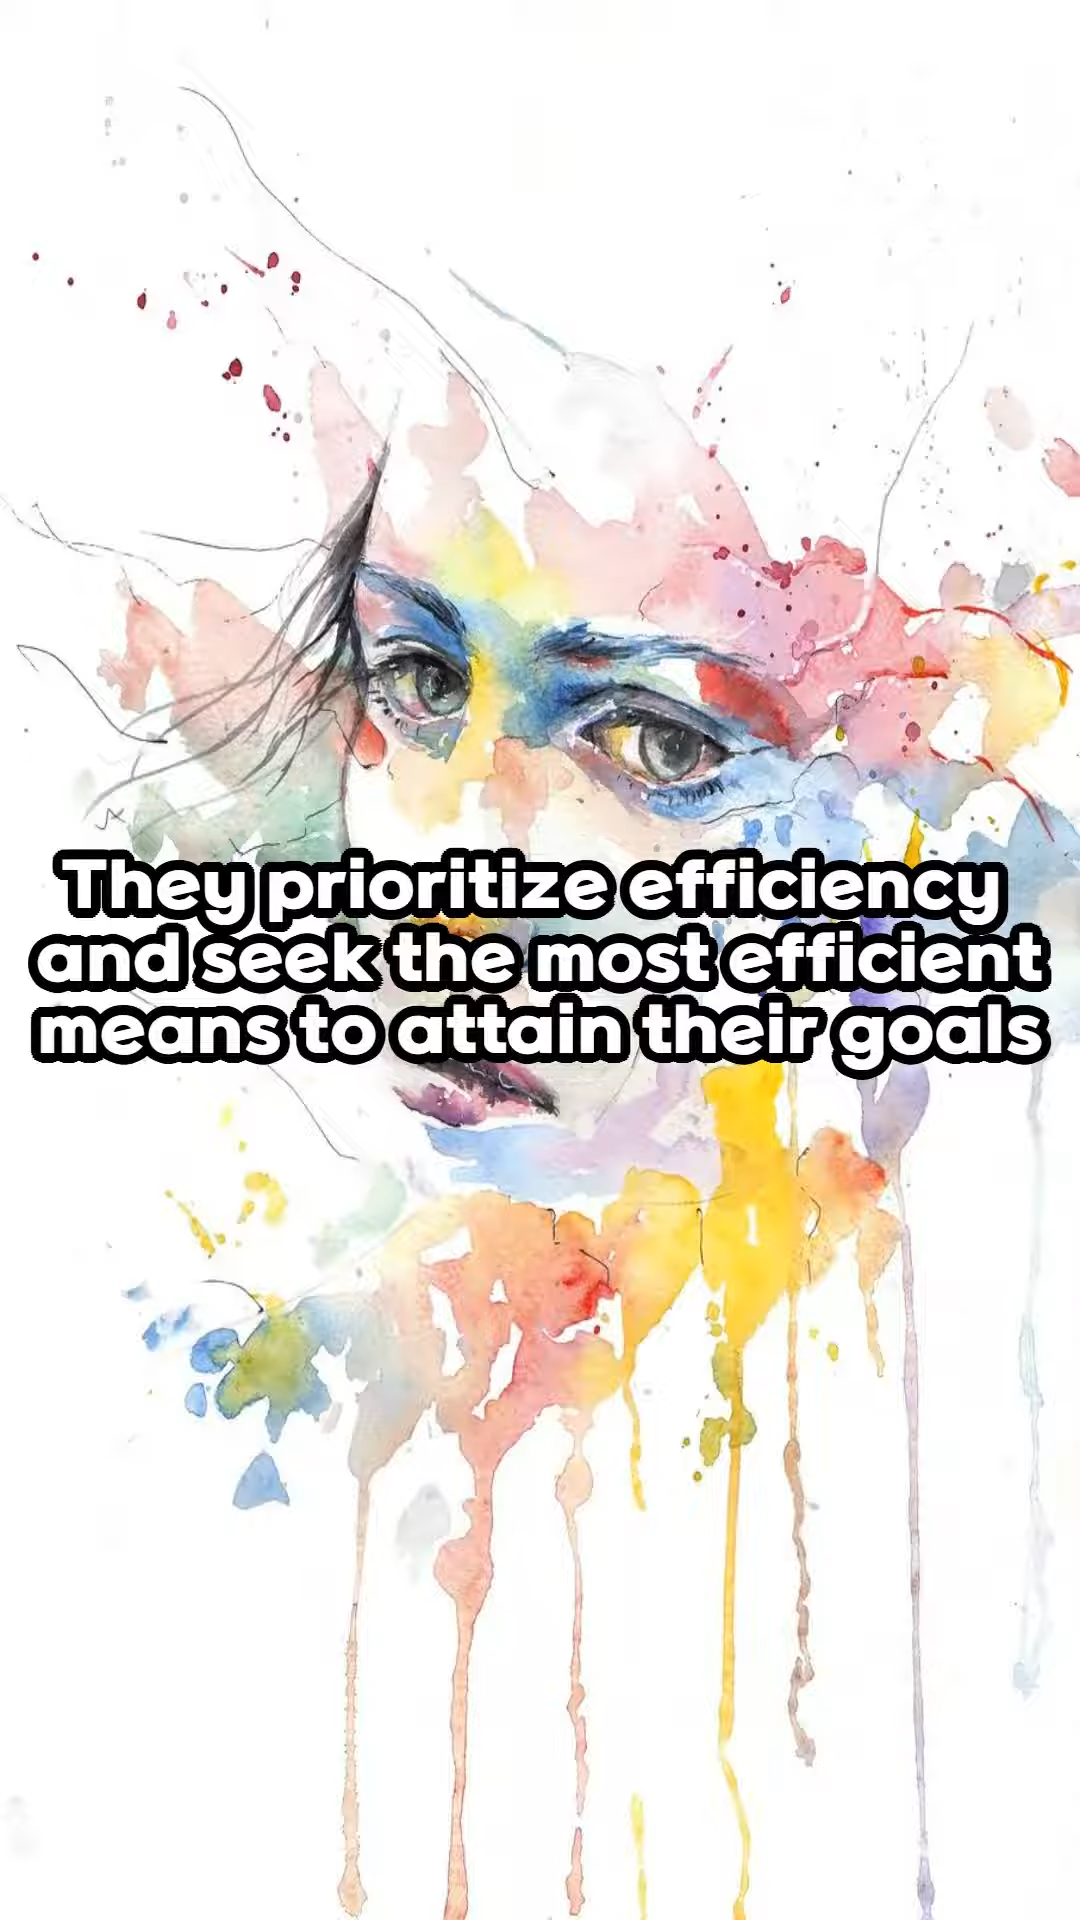 They prioritize efficiency
and seek the most efficient
means to attain their goals